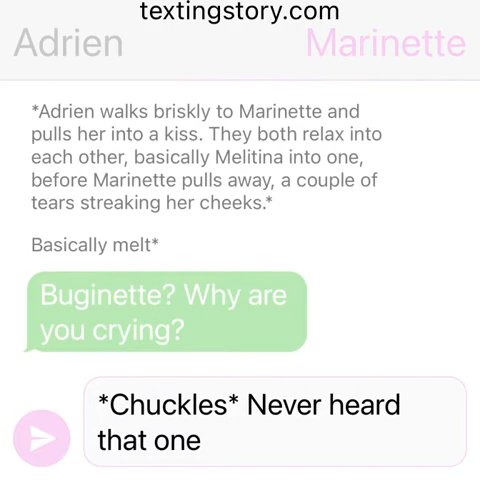 textingstory.com
Adrien Marinette
*Adrien walks briskly to Marinette and
pulls her into a kiss. They both relax into
each other, basically Melitina into one,
before Marinette pulls away, a couple of
tears streaking her cheeks.*
Basically melt*
Buginette? Why are
you crying?
*Chuckles* Never heard
that one